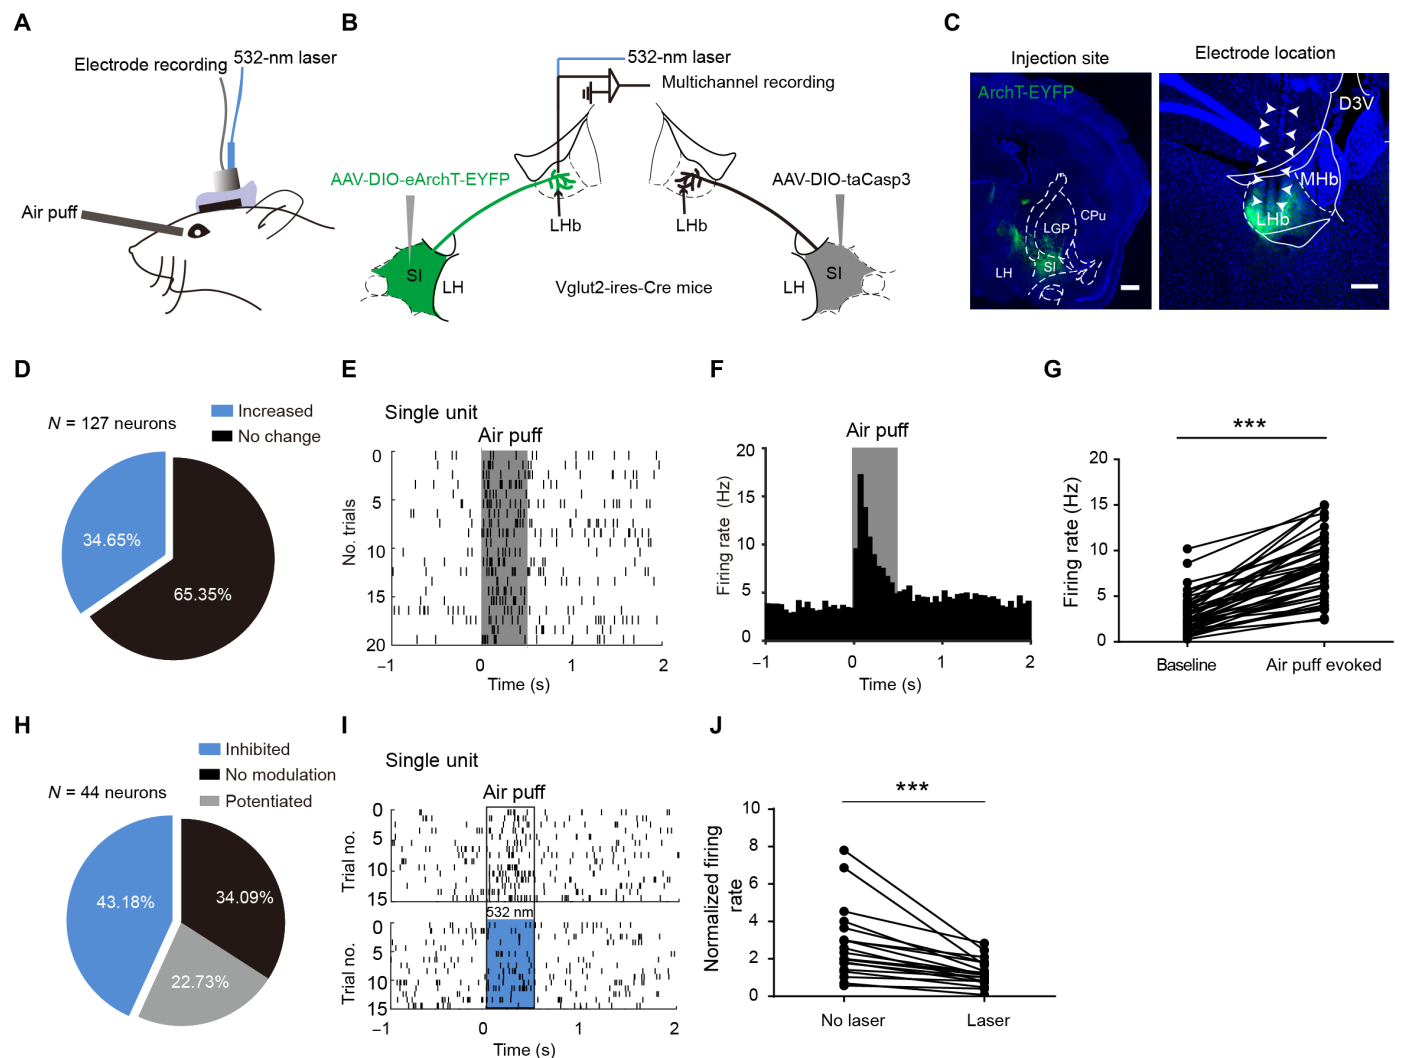 A
Electrode recording
532-nm laser
Air puff
B
532-nm laser
Multichannel recording
AAV-DIO-eArchT-EYFP
AAV-DIO-taCasp3
LHb
LHb
SI
LH
Vglut2-ires-Cre mice
LH
SI
C
Injection site
Electrode location
ArchT-EYFP
D3V
MHb
LHb
CPu
LGP
LH
SI
D
N = 127 neurons
Increased
No change
34.65%
65.35%
E
Single unit
Air puff
No. trials
0
5
10
15
20
−1
0
1
2
Time (s)
F
Air puff
Firing rate (Hz)
20
15
10
5
0
−1
0
1
2
Time (s)
G
***
Firing rate (Hz)
20
15
10
5
0
Baseline
Air puff evoked
H
N = 44 neurons
Inhibited
No modulation
Potentiated
43.18%
34.09%
22.73%
I
Single unit
Air puff
Trial no.
0
5
10
15
532 nm
Trial no.
0
5
10
15
−1
0
1
2
Time (s)
J
***
Normalized firing
rate
10
8
6
4
2
0
No laser
Laser